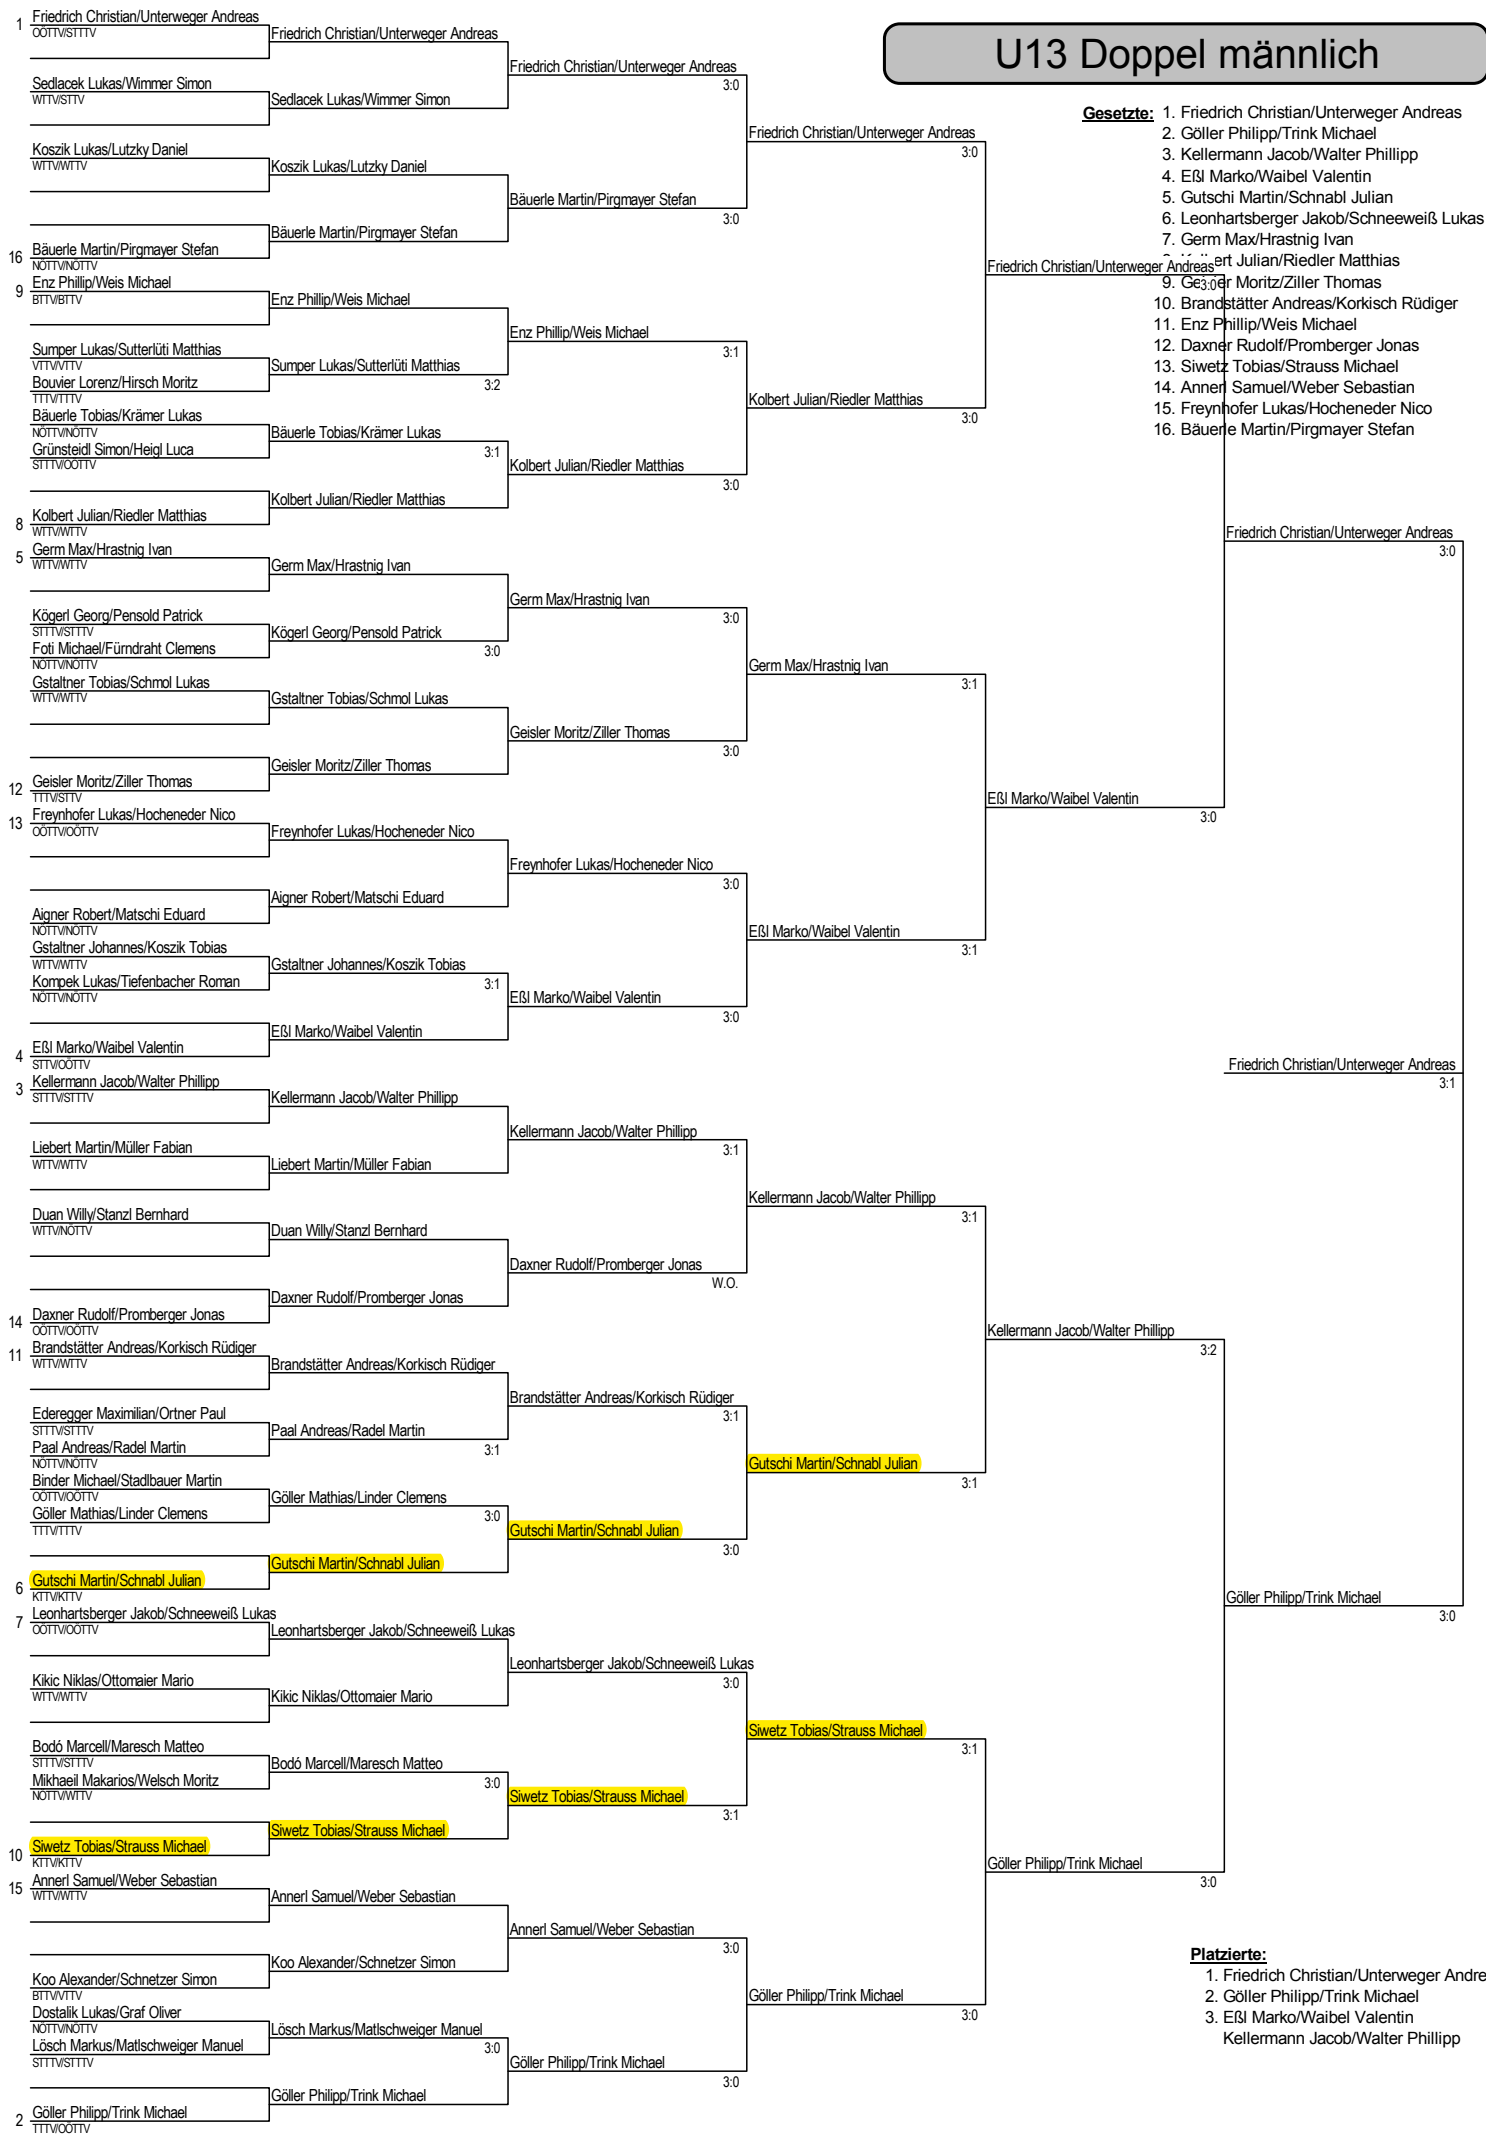 U13 Doppel männlich
Gesetzte: 1. Friedrich Christian/Unterweger Andreas
2. Göller Philipp/Trink Michael
3. Kellermann Jacob/Walter Phillipp
4. Eßl Marko/Waibel Valentin
5. Gutschi Martin/Schnabl Julian
6. Leonhartsberger Jakob/Schneeweiß Lukas
7. Germ Max/Hrastnig Ivan
ert Julian/Riedler Matthias
9. Moritz/Ziller Thomas
10. Brandstätter Andreas/Korkisch Rüdiger
11. Enz Phillip/Weis Michael
12. Daxner Rudolf/Promberger Jonas
13. Siwetz Tobias/Strauss Michael
14. Annerl Samuel/Weber Sebastian
15. Freynhofer Lukas/Hocheneder Nico
16. Bäuerle Martin/Pirgmayer Stefan
1 Friedrich Christian/Unterweger Andreas
OÖTTV/STTTV
Sedlacek Lukas/Wimmer Simon
WTTV/STTV
Koszik Lukas/Lutzky Daniel
WTTV/WTTV
16 Bäuerle Martin/Pirgmayer Stefan
NÖTTV/NÖTTV
9 Enz Phillip/Weis Michael
BTTV/BTTV
Sumper Lukas/Sutterlüti Matthias
VTTV/VTTV
Bouvier Lorenz/Hirsch Moritz
TTTV/TTTV
Bäuerle Tobias/Krämer Lukas
NÖTTV/NÖTTV
Grünsteidl Simon/Heigl Luca
STTTV/OÖTTV
8 Kolbert Julian/Riedler Matthias
WTTV/WTTV
5 Germ Max/Hrastnig Ivan
WTTV/WTTV
Kögerl Georg/Pensold Patrick
STTTV/STTTV
Foti Michael/Fürndraht Clemens
NÖTTV/NÖTTV
Gstaltner Tobias/Schmol Lukas
WTTV/WTTV
12 Geisler Moritz/Ziller Thomas
TTTV/STTV
13 Freynhofer Lukas/Hocheneder Nico
OÖTTV/OÖTTV
Aigner Robert/Matschi Eduard
NÖTTV/NÖTTV
Gstaltner Johannes/Koszik Tobias
WTTV/WTTV
Kompek Lukas/Tiefenbacher Roman
NÖTTV/NÖTTV
4 Eßl Marko/Waibel Valentin
STTV/OÖTTV
3 Kellermann Jacob/Walter Phillipp
STTTV/STTTV
Liebert Martin/Müller Fabian
WTTV/WTTV
Duan Willy/Stanzl Bernhard
WTTV/NÖTTV
14 Daxner Rudolf/Promberger Jonas
OÖTTV/OÖTTV
11 Brandstätter Andreas/Korkisch Rüdiger
WTTV/WTTV
Ederegger Maximilian/Ortner Paul
STTTV/STTTV
Paal Andreas/Radel Martin
NÖTTV/NÖTTV
Binder Michael/Stadlbauer Martin
OÖTTV/OÖTTV
Göller Mathias/Linder Clemens
TTTV/TTTV
6 Gutschi Martin/Schnabl Julian
KTTV/KTTV
7 Leonhartsberger Jakob/Schneeweiß Lukas
OÖTTV/OÖTTV
Kikic Niklas/Ottomaier Mario
WTTV/WTTV
Bodó Marcell/Maresch Matteo
STTTV/STTTV
Mikhaeil Makarios/Welsch Moritz
NÖTTV/WTTV
10 Siwetz Tobias/Strauss Michael
KTTV/KTTV
15 Annerl Samuel/Weber Sebastian
WTTV/WTTV
Koo Alexander/Schnetzer Simon
BTTV/VTTV
Dostalik Lukas/Graf Oliver
NÖTTV/NÖTTV
Lösch Markus/Matlschweiger Manuel
STTTV/STTTV
2 Göller Philipp/Trink Michael
TTTV/OÖTTV
Friedrich Christian/Unterweger Andreas
Sedlacek Lukas/Wimmer Simon
Koszik Lukas/Lutzky Daniel
Bäuerle Martin/Pirgmayer Stefan
Enz Phillip/Weis Michael
Sumper Lukas/Sutterlüti Matthias
3:2
Bäuerle Tobias/Krämer Lukas
3:1
Kolbert Julian/Riedler Matthias
Germ Max/Hrastnig Ivan
Kögerl Georg/Pensold Patrick
3:0
Gstaltner Tobias/Schmol Lukas
Geisler Moritz/Ziller Thomas
Freynhofer Lukas/Hocheneder Nico
Aigner Robert/Matschi Eduard
Gstaltner Johannes/Koszik Tobias
3:1
Eßl Marko/Waibel Valentin
Kellermann Jacob/Walter Phillipp
Liebert Martin/Müller Fabian
Duan Willy/Stanzl Bernhard
Daxner Rudolf/Promberger Jonas
Brandstätter Andreas/Korkisch Rüdiger
Paal Andreas/Radel Martin
3:1
Göller Mathias/Linder Clemens
3:0
Gutschi Martin/Schnabl Julian
Leonhartsberger Jakob/Schneeweiß Lukas
Kikic Niklas/Ottomaier Mario
Bodó Marcell/Maresch Matteo
3:0
Siwetz Tobias/Strauss Michael
Annerl Samuel/Weber Sebastian
Koo Alexander/Schnetzer Simon
Lösch Markus/Matlschweiger Manuel
3:0
Göller Philipp/Trink Michael
Friedrich Christian/Unterweger Andreas
3:0
Bäuerle Martin/Pirgmayer Stefan
3:0
Enz Phillip/Weis Michael
3:1
Kolbert Julian/Riedler Matthias
3:0
Germ Max/Hrastnig Ivan
3:0
Geisler Moritz/Ziller Thomas
3:0
Freynhofer Lukas/Hocheneder Nico
3:0
Eßl Marko/Waibel Valentin
3:0
Kellermann Jacob/Walter Phillipp
3:1
Daxner Rudolf/Promberger Jonas
W.O.
Brandstätter Andreas/Korkisch Rüdiger
3:1
Gutschi Martin/Schnabl Julian
3:0
Leonhartsberger Jakob/Schneeweiß Lukas
3:0
Siwetz Tobias/Strauss Michael
3:1
Annerl Samuel/Weber Sebastian
3:0
Göller Philipp/Trink Michael
3:0
Friedrich Christian/Unterweger Andreas
3:0
Kolbert Julian/Riedler Matthias
3:0
Germ Max/Hrastnig Ivan
3:1
Eßl Marko/Waibel Valentin
3:1
Kellermann Jacob/Walter Phillipp
3:1
Gutschi Martin/Schnabl Julian
3:1
Siwetz Tobias/Strauss Michael
3:1
Göller Philipp/Trink Michael
3:0
Friedrich Christian/Unterweger Andreas
3:0
Eßl Marko/Waibel Valentin
3:0
Kellermann Jacob/Walter Phillipp
3:2
Göller Philipp/Trink Michael
3:0
Friedrich Christian/Unterweger Andreas
3:0
Göller Philipp/Trink Michael
3:0
Friedrich Christian/Unterweger Andreas
3:1
Platzierte:
1. Friedrich Christian/Unterweger Andre
2. Göller Philipp/Trink Michael
3. Eßl Marko/Waibel Valentin
Kellermann Jacob/Walter Phillipp